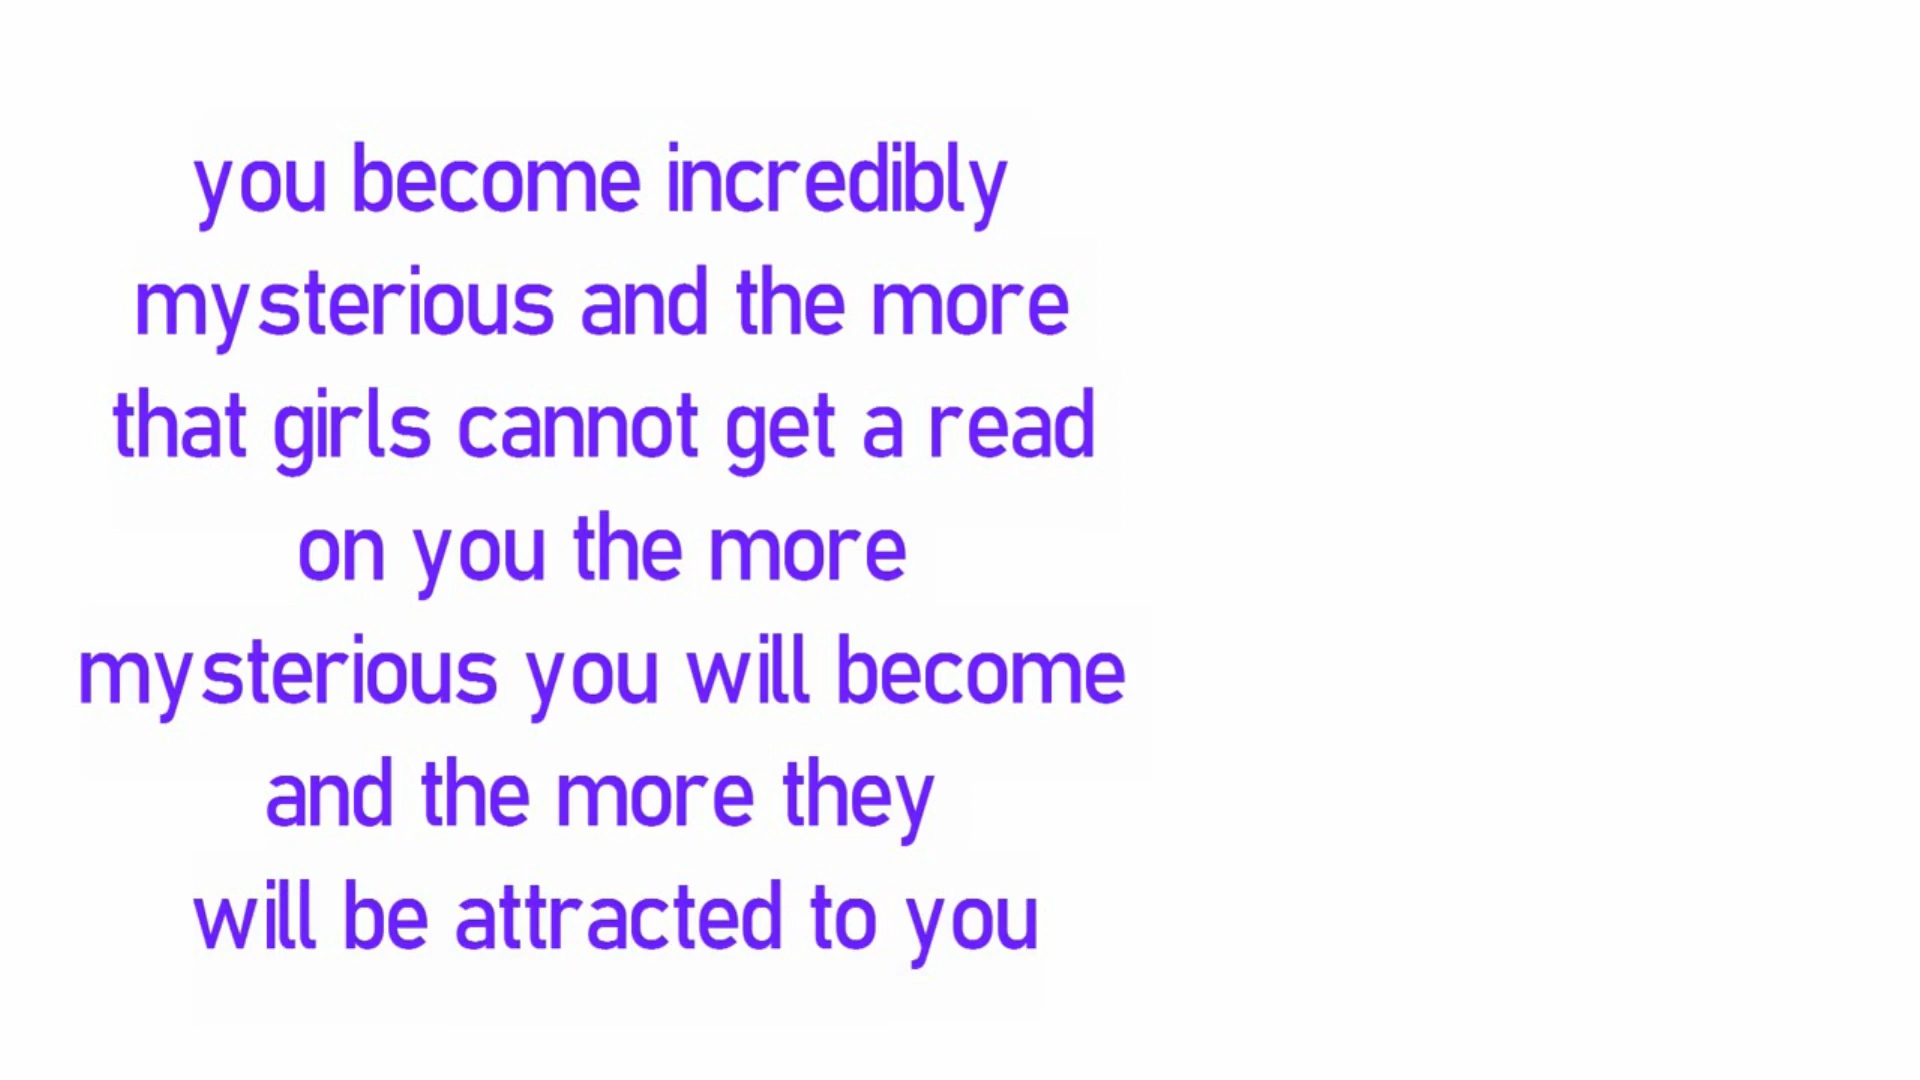 you become incredibly
mysterious and the more
that girls cannot get a read
on you the more
mysterious you will become
and the more they
will be attracted to you